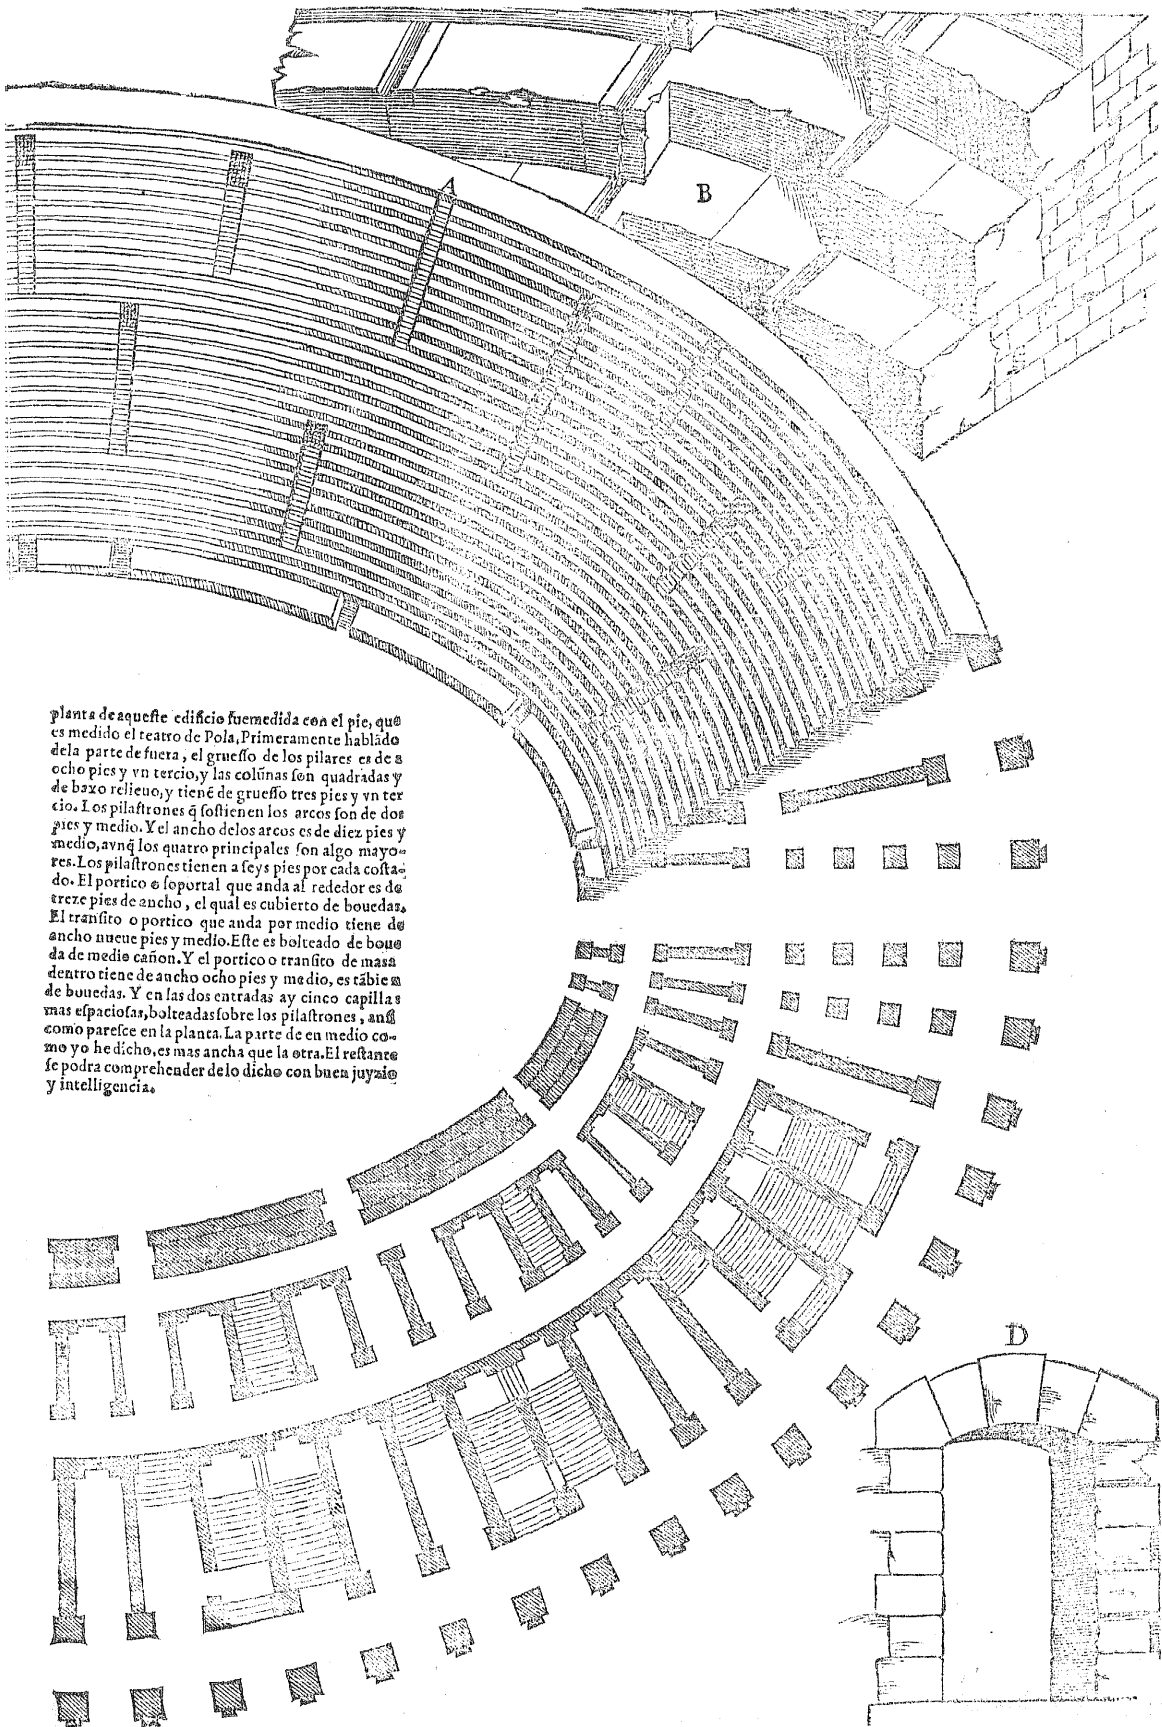 A
B
planta de aqueſte edificio fue medida con el pie, que
es medido el teatro de Pola, Primeramente hablãdo
dela parte de fuera, el grueſſo de los pilares es de a
ocho pies y vn tercio, y las colũnas ſon quadradas y
de baxo relieuo, y tienẽ de grueſſo tres pies y vn ter
cio. Los pilaſtrones q̃ ſoſtienen los arcos ſon de dos
pies y medio. Y el ancho delos arcos es de diez pies y
medio, avnq̃ los quatro principales ſon algo mayo-
res. Los pilaſtrones tienen a ſeys pies por cada coſta-
do. El portico o ſoportal que anda al rededor es de
treze pies de ancho, el qual es cubierto de bouedas.
El tranſito o portico que anda por medio tiene de
ancho nueue pies y medio. Eſte es bolteado de boue
da de medio cañon. Y el portico o tranſito de mas a
dentro tiene de ancho ocho pies y medio, es tãbien
de bouedas. Y en las dos entradas ay cinco capillas
mas eſpacioſas, bolteadas ſobre los pilaſtrones, anſi
como pareſce en la planta. La parte de en medio co-
mo yo he dicho, es mas ancha que la otra. El reſtante
ſe podra comprehender delo dicho con buen juyzio
y intelligencia.
D